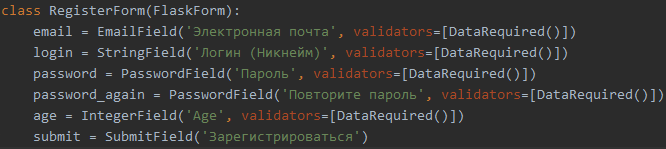 class RegisterForm(FlaskForm):
    email = EmailField('Электронная почта', validators=[DataRequired()])
    login = StringField('Логин (Никнейм)', validators=[DataRequired()])
    password = PasswordField('Пароль', validators=[DataRequired()])
    password_again = PasswordField('Повторите пароль', validators=[DataRequired()])
    age = IntegerField('Age', validators=[DataRequired()])
    submit = SubmitField('Зарегистрироваться')